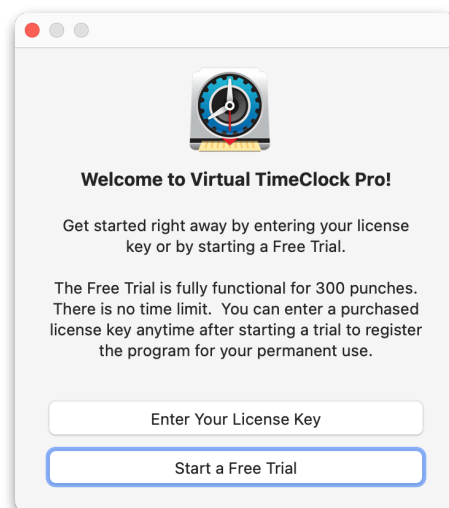 Welcome to Virtual TimeClock Pro!
Get started right away by entering your license
key or by starting a Free Trial.
The Free Trial is fully functional for 300 punches.
There is no time limit.  You can enter a purchased
license key anytime after starting a trial to register
the program for your permanent use.
Enter Your License Key
Start a Free Trial